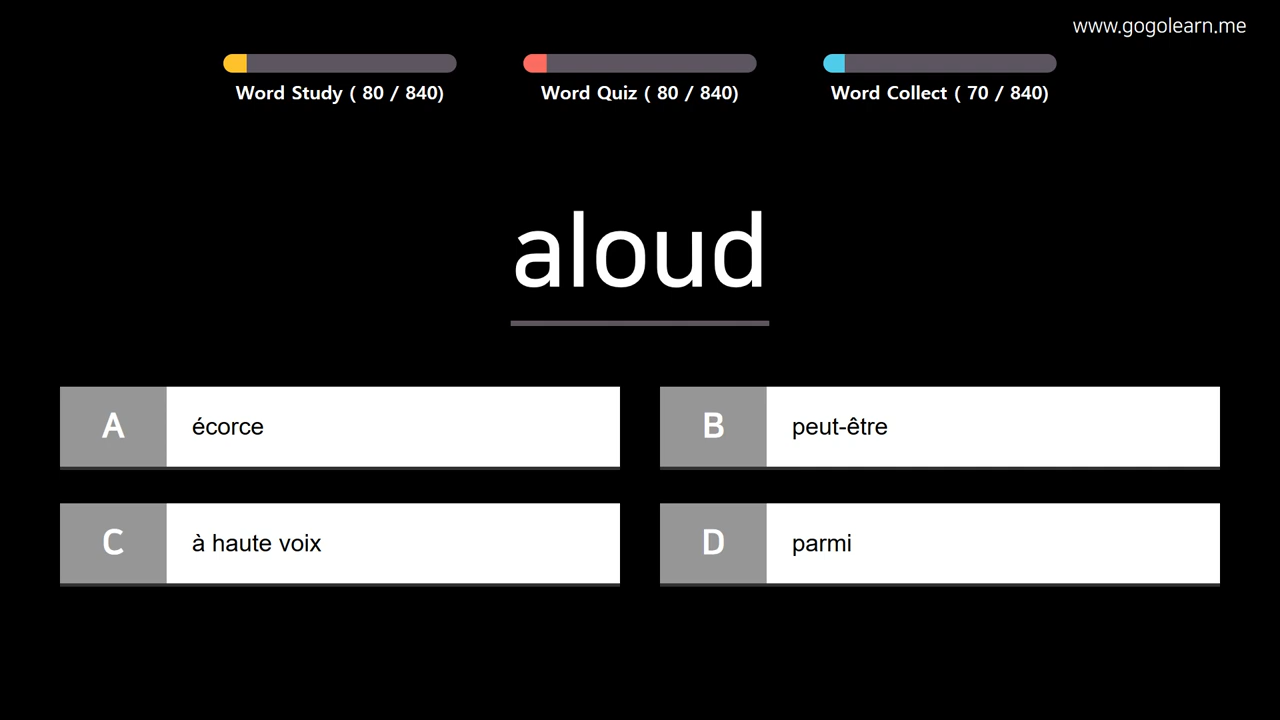 www.gogolearn.me
Word Study ( 80 / 840)
Word Quiz ( 80 / 840)
Word Collect ( 70 / 840)
aloud
A écorce
B peut-être
C à haute voix
D parmi